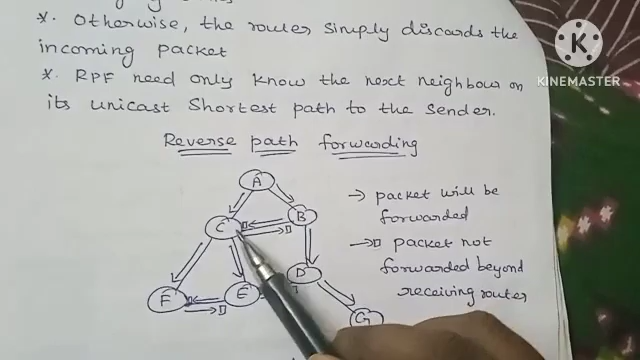 *. Otherwise, the router simply discards the
incoming packet
*. RPF need only know the next neighbour on
its unicast shortest path to the sender.
Reverse path forwarding
A
C
B
D
E
F
G
→ packet will be
forwarded
→▯ packet not
forwarded beyond
receiving router
K
KINEMASTER